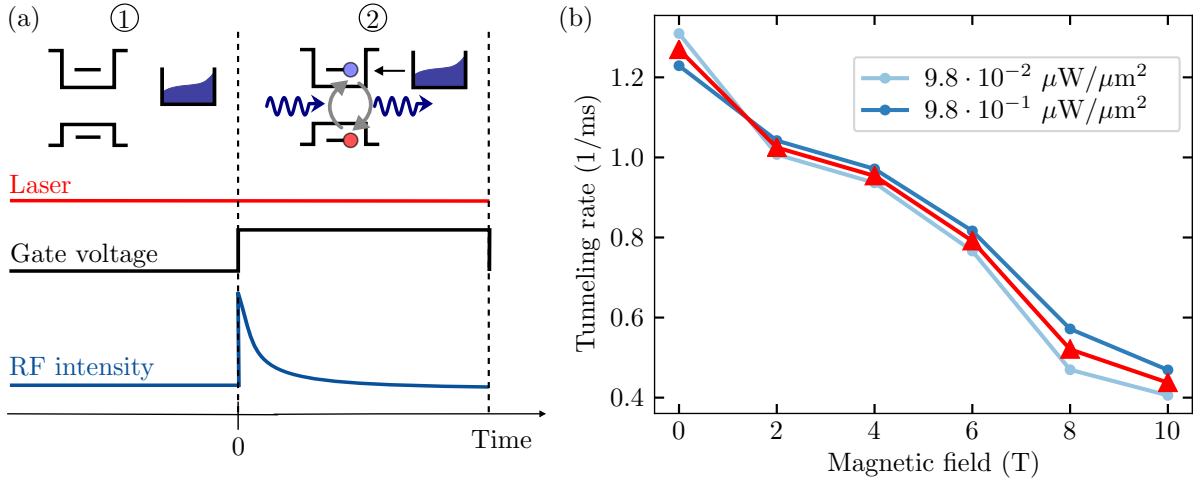 (a)
① ②
Laser
Gate voltage
RF intensity
0
Time
(b)
Tunneling rate (1/ms)
1.2
1.0
0.8
0.6
0.4
9.8 · 10⁻² μW/μm²
9.8 · 10⁻¹ μW/μm²
0 2 4 6 8 10
Magnetic field (T)